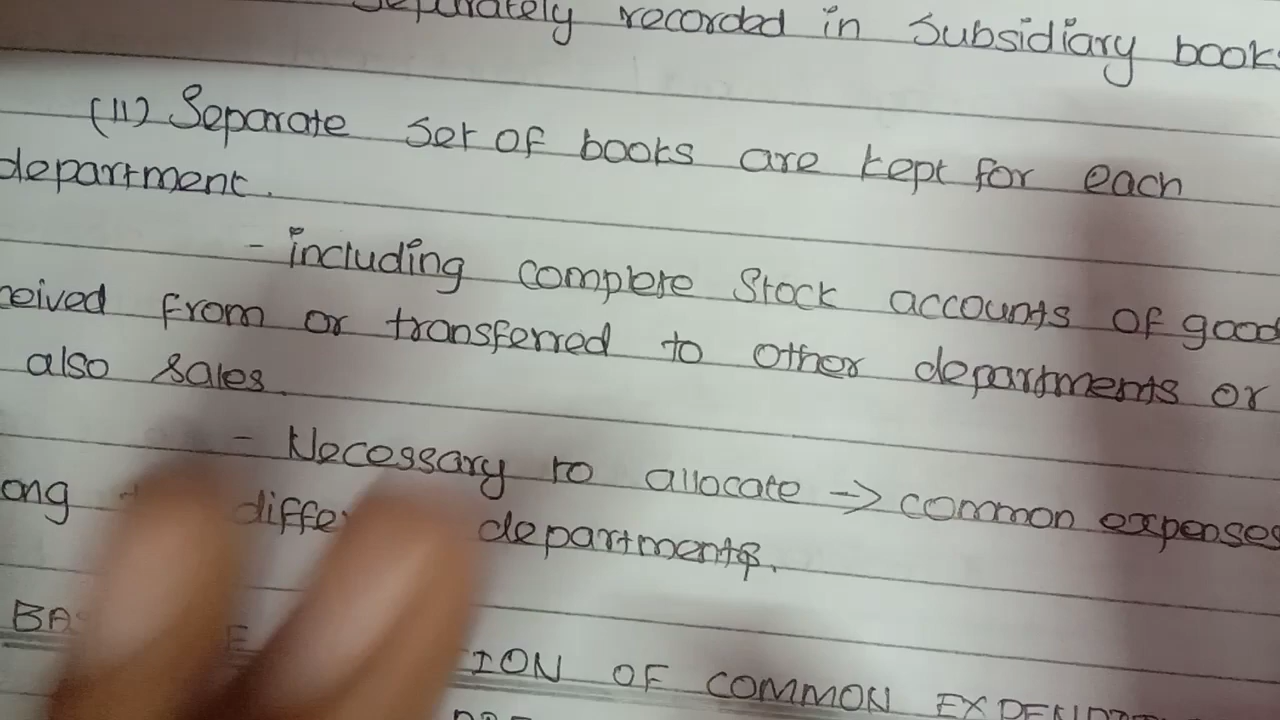 Separately recorded in Subsidiary book
(II) Separate set of books are kept for each
department.
- including complete Stock accounts of good
ceived from or transferred to other departments or
also sales.
- Necessary to allocate -> common expenses
ong departments.
ION OF COMMON